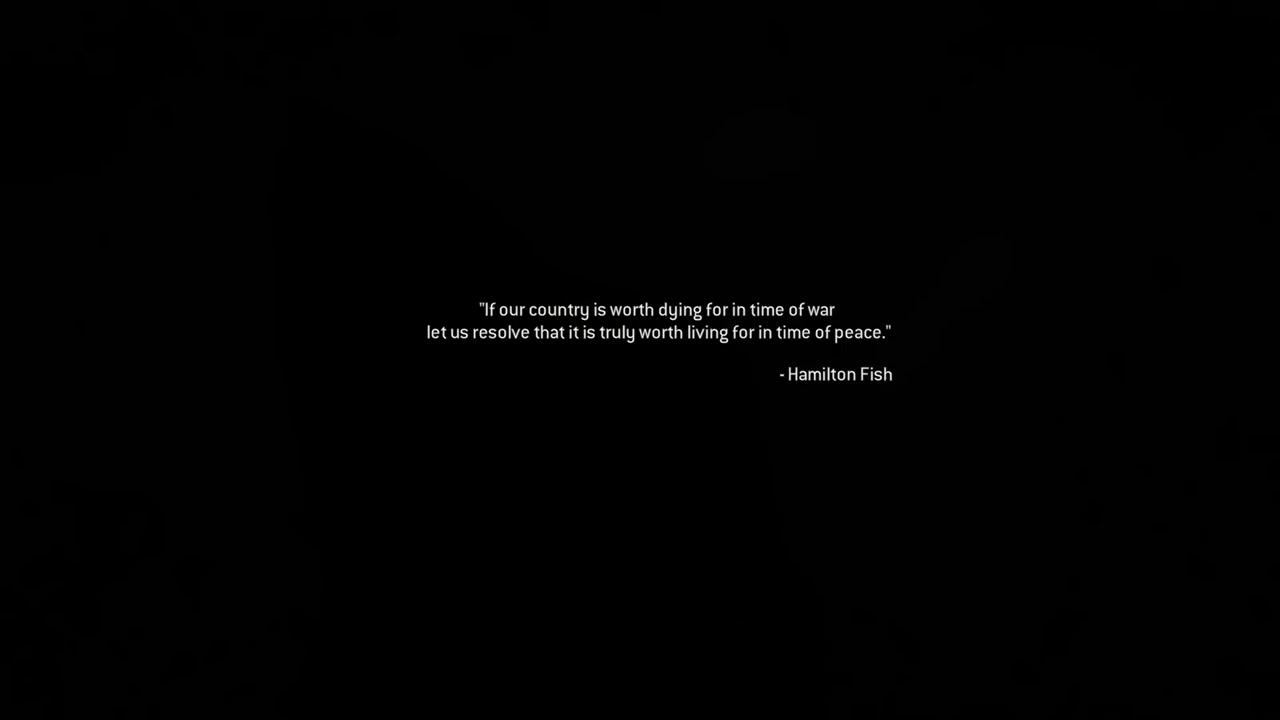 "If our country is worth dying for in time of war
let us resolve that it is truly worth living for in time of peace."
- Hamilton Fish